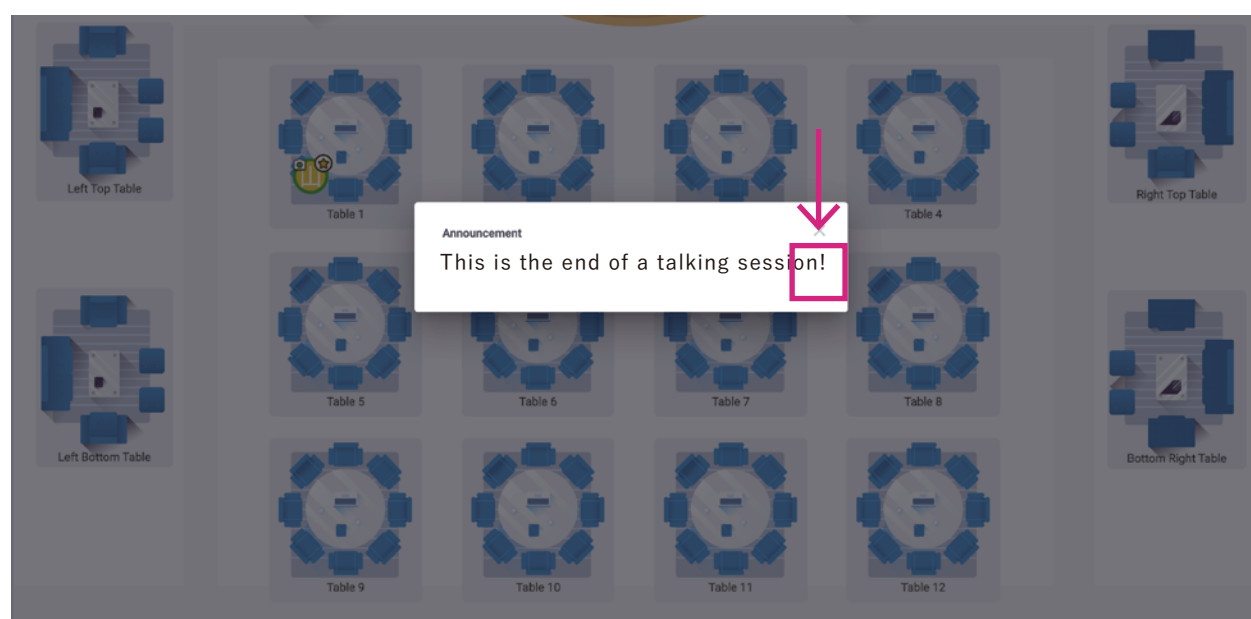 Left Top Table
Right Top Table
Table 1
Table 4
Announcement
This is the end of a talking session!
Table 5
Table 6
Table 7
Table 8
Left Bottom Table
Bottom Right Table
Table 9
Table 10
Table 11
Table 12